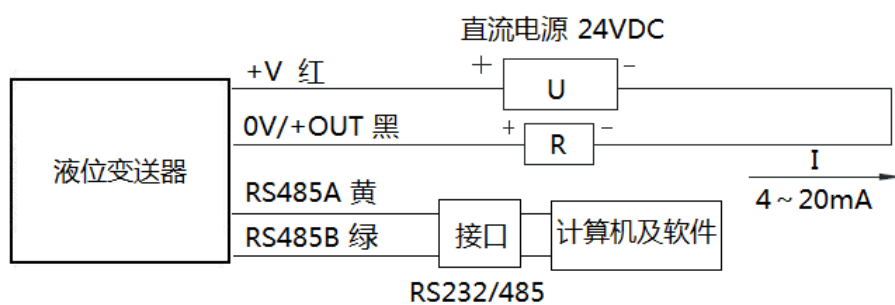 直流电源 24VDC
+V 红
+
U
−
0V/+OUT 黑
+
R
−
液位变送器
I
4~20mA
RS485A 黄
RS485B 绿
接口
计算机及软件
RS232/485